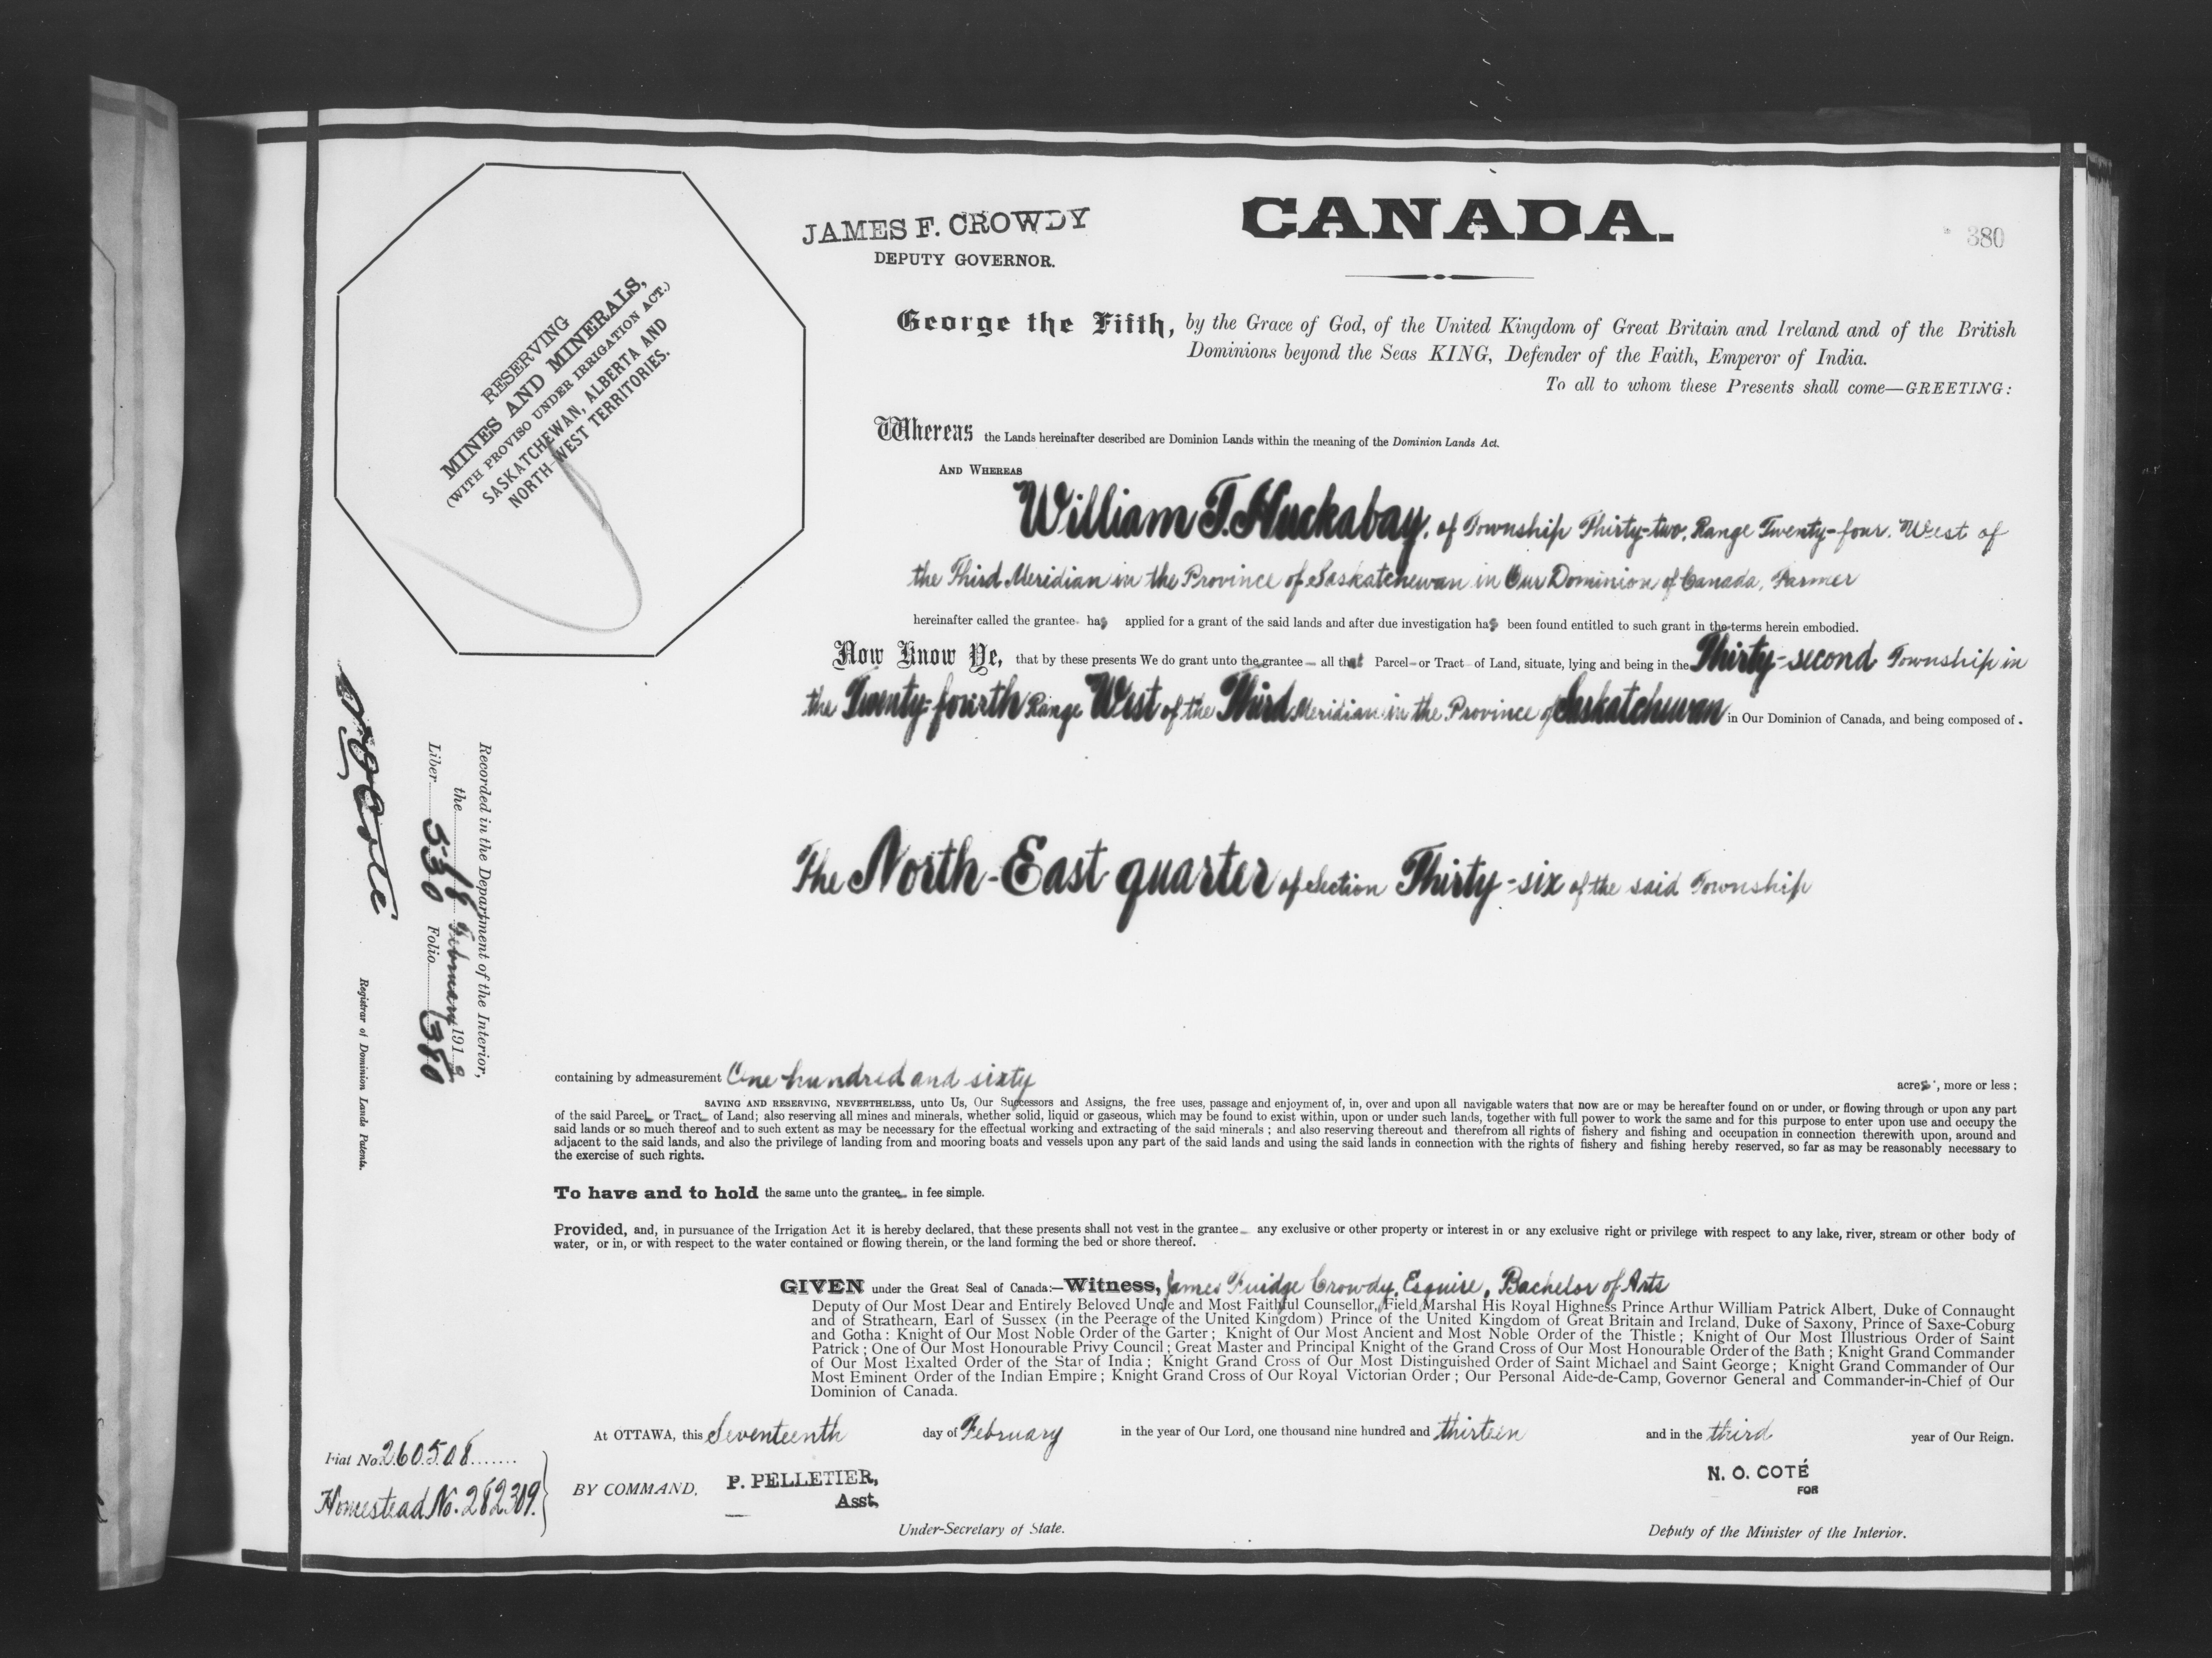 JAMES F. CROWDY
DEPUTY GOVERNOR.
CANADA.
380
RESERVING
MINES AND MINERALS,
(WITH PROVISO UNDER IRRIGATION ACT.)
SASKATCHEWAN, ALBERTA AND
NORTH WEST TERRITORIES.
George the Fifth, by the Grace of God, of the United Kingdom of Great Britain and Ireland and of the British
Dominions beyond the Seas KING, Defender of the Faith, Emperor of India.
To all to whom these Presents shall come—GREETING:
Whereas the Lands hereinafter described are Dominion Lands within the meaning of the Dominion Lands Act.
AND WHEREAS
William T. Huckabay, of Township Thirty-two, Range Twenty-four, West of
the Third Meridian in the Province of Saskatchewan in Our Dominion of Canada, Farmer
hereinafter called the grantee has applied for a grant of the said lands and after due investigation has been found entitled to such grant in the terms herein embodied.
Now Know Ye, that by these presents We do grant unto the grantee all that Parcel or Tract of Land, situate, lying and being in the Thirty-second Township in
the Twenty-fourth Range West of the Third Meridian in the Province of Saskatchewan in Our Dominion of Canada, and being composed of
The North-East quarter of Section Thirty-six of the said Township
containing by admeasurement One hundred and sixty acres, more or less;
SAVING AND RESERVING, NEVERTHELESS, unto Us, Our Successors and Assigns, the free uses, passage and enjoyment of, in, over and upon all navigable waters that now are or may be hereafter found on or under, or flowing through or upon any part
of the said Parcel or Tract of Land; also reserving all mines and minerals, whether solid, liquid or gaseous, which may be found to exist within, upon or under such lands, together with full power to work the same and for this purpose to enter upon use and occupy the
said lands or so much thereof and to such extent as may be necessary for the effectual working and extracting of the said minerals; and also reserving thereout and therefrom all rights of fishery and fishing and occupation in connection therewith upon, around and
adjacent to the said lands, and also the privilege of landing from and mooring boats and vessels upon any part of the said lands and using the said lands in connection with the rights of fishery and fishing hereby reserved, so far as may be reasonably necessary to
the exercise of such rights.
To have and to hold the same unto the grantee in fee simple.
Provided, and, in pursuance of the Irrigation Act it is hereby declared, that these presents shall not vest in the grantee any exclusive or other property or interest in or any exclusive right or privilege with respect to any lake, river, stream or other body of
water, or in, or with respect to the water contained or flowing therein, or the land forming the bed or shore thereof.
GIVEN under the Great Seal of Canada:—Witness, James Fuidge Crowdy, Esquire, Bachelor of Arts
Deputy of Our Most Dear and Entirely Beloved Uncle and Most Faithful Counsellor, Field Marshal His Royal Highness Prince Arthur William Patrick Albert, Duke of Connaught
and of Strathearn, Earl of Sussex (in the Peerage of the United Kingdom) Prince of the United Kingdom of Great Britain and Ireland, Duke of Saxony, Prince of Saxe-Coburg
and Gotha: Knight of Our Most Noble Order of the Garter; Knight of Our Most Ancient and Most Noble Order of the Thistle; Knight of Our Most Illustrious Order of Saint
Patrick; One of Our Most Honourable Privy Council; Great Master and Principal Knight of the Grand Cross of Our Most Honourable Order of the Bath; Knight Grand Commander
of Our Most Exalted Order of the Star of India; Knight Grand Cross of Our Most Distinguished Order of Saint Michael and Saint George; Knight Grand Commander of Our
Most Eminent Order of the Indian Empire; Knight Grand Cross of Our Royal Victorian Order; Our Personal Aide-de-Camp, Governor General and Commander-in-Chief of Our
Dominion of Canada.
At OTTAWA, this Seventeenth day of February in the year of Our Lord, one thousand nine hundred and thirteen and in the third year of Our Reign.
BY COMMAND, P. PELLETIER,
Asst,
Under-Secretary of State.
N. O. COTÉ
FOR
Deputy of the Minister of the Interior.
Fiat No. 260508
Homestead No. 282309
Recorded in the Department of the Interior,
the 18 February 1913
Liber 530 Folio 380
N O Coté
Registrar of Dominion Lands Patents.